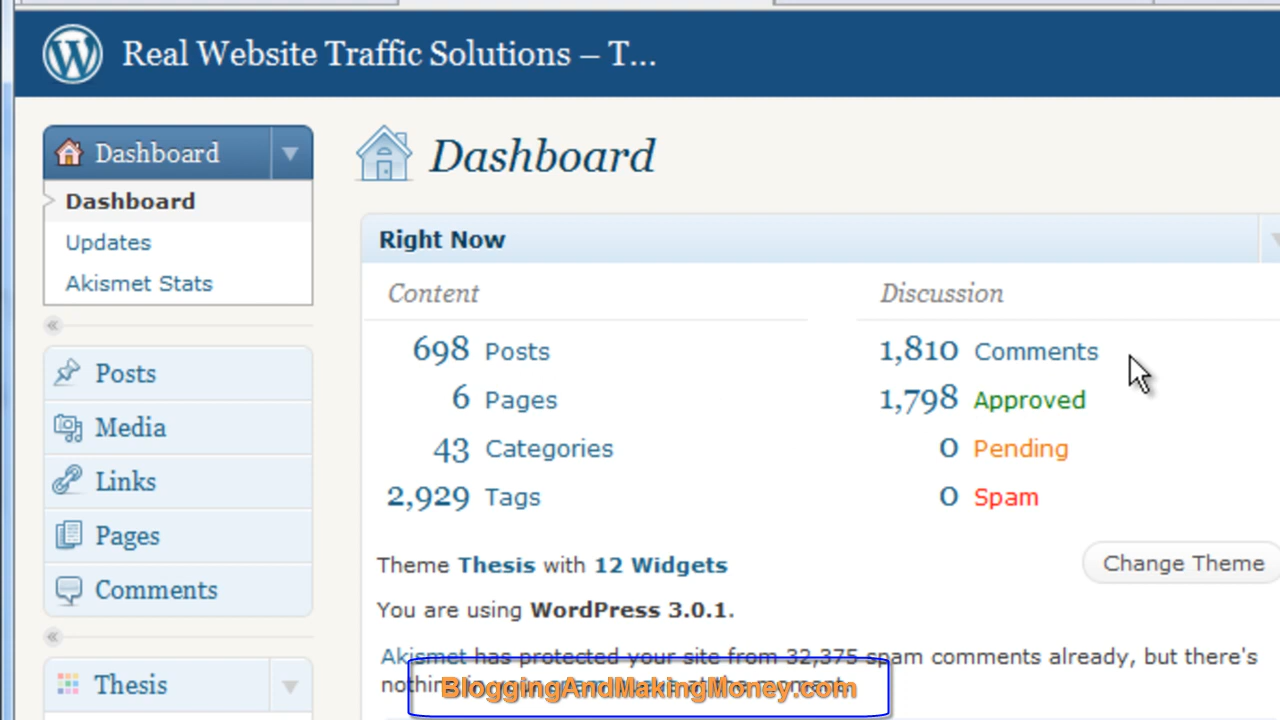 Real Website Traffic Solutions – T...
Dashboard
Dashboard
Updates
Akismet Stats
Posts
Media
Links
Pages
Comments
Thesis
Dashboard
Right Now
Content
698 Posts
6 Pages
43 Categories
2,929 Tags
Discussion
1,810 Comments
1,798 Approved
0 Pending
0 Spam
Theme Thesis with 12 Widgets
Change Theme
You are using WordPress 3.0.1.
Akismet has protected your site from 32,375 spam comments already, but there's
at the moment.
BloggingAndMakingMoney.com